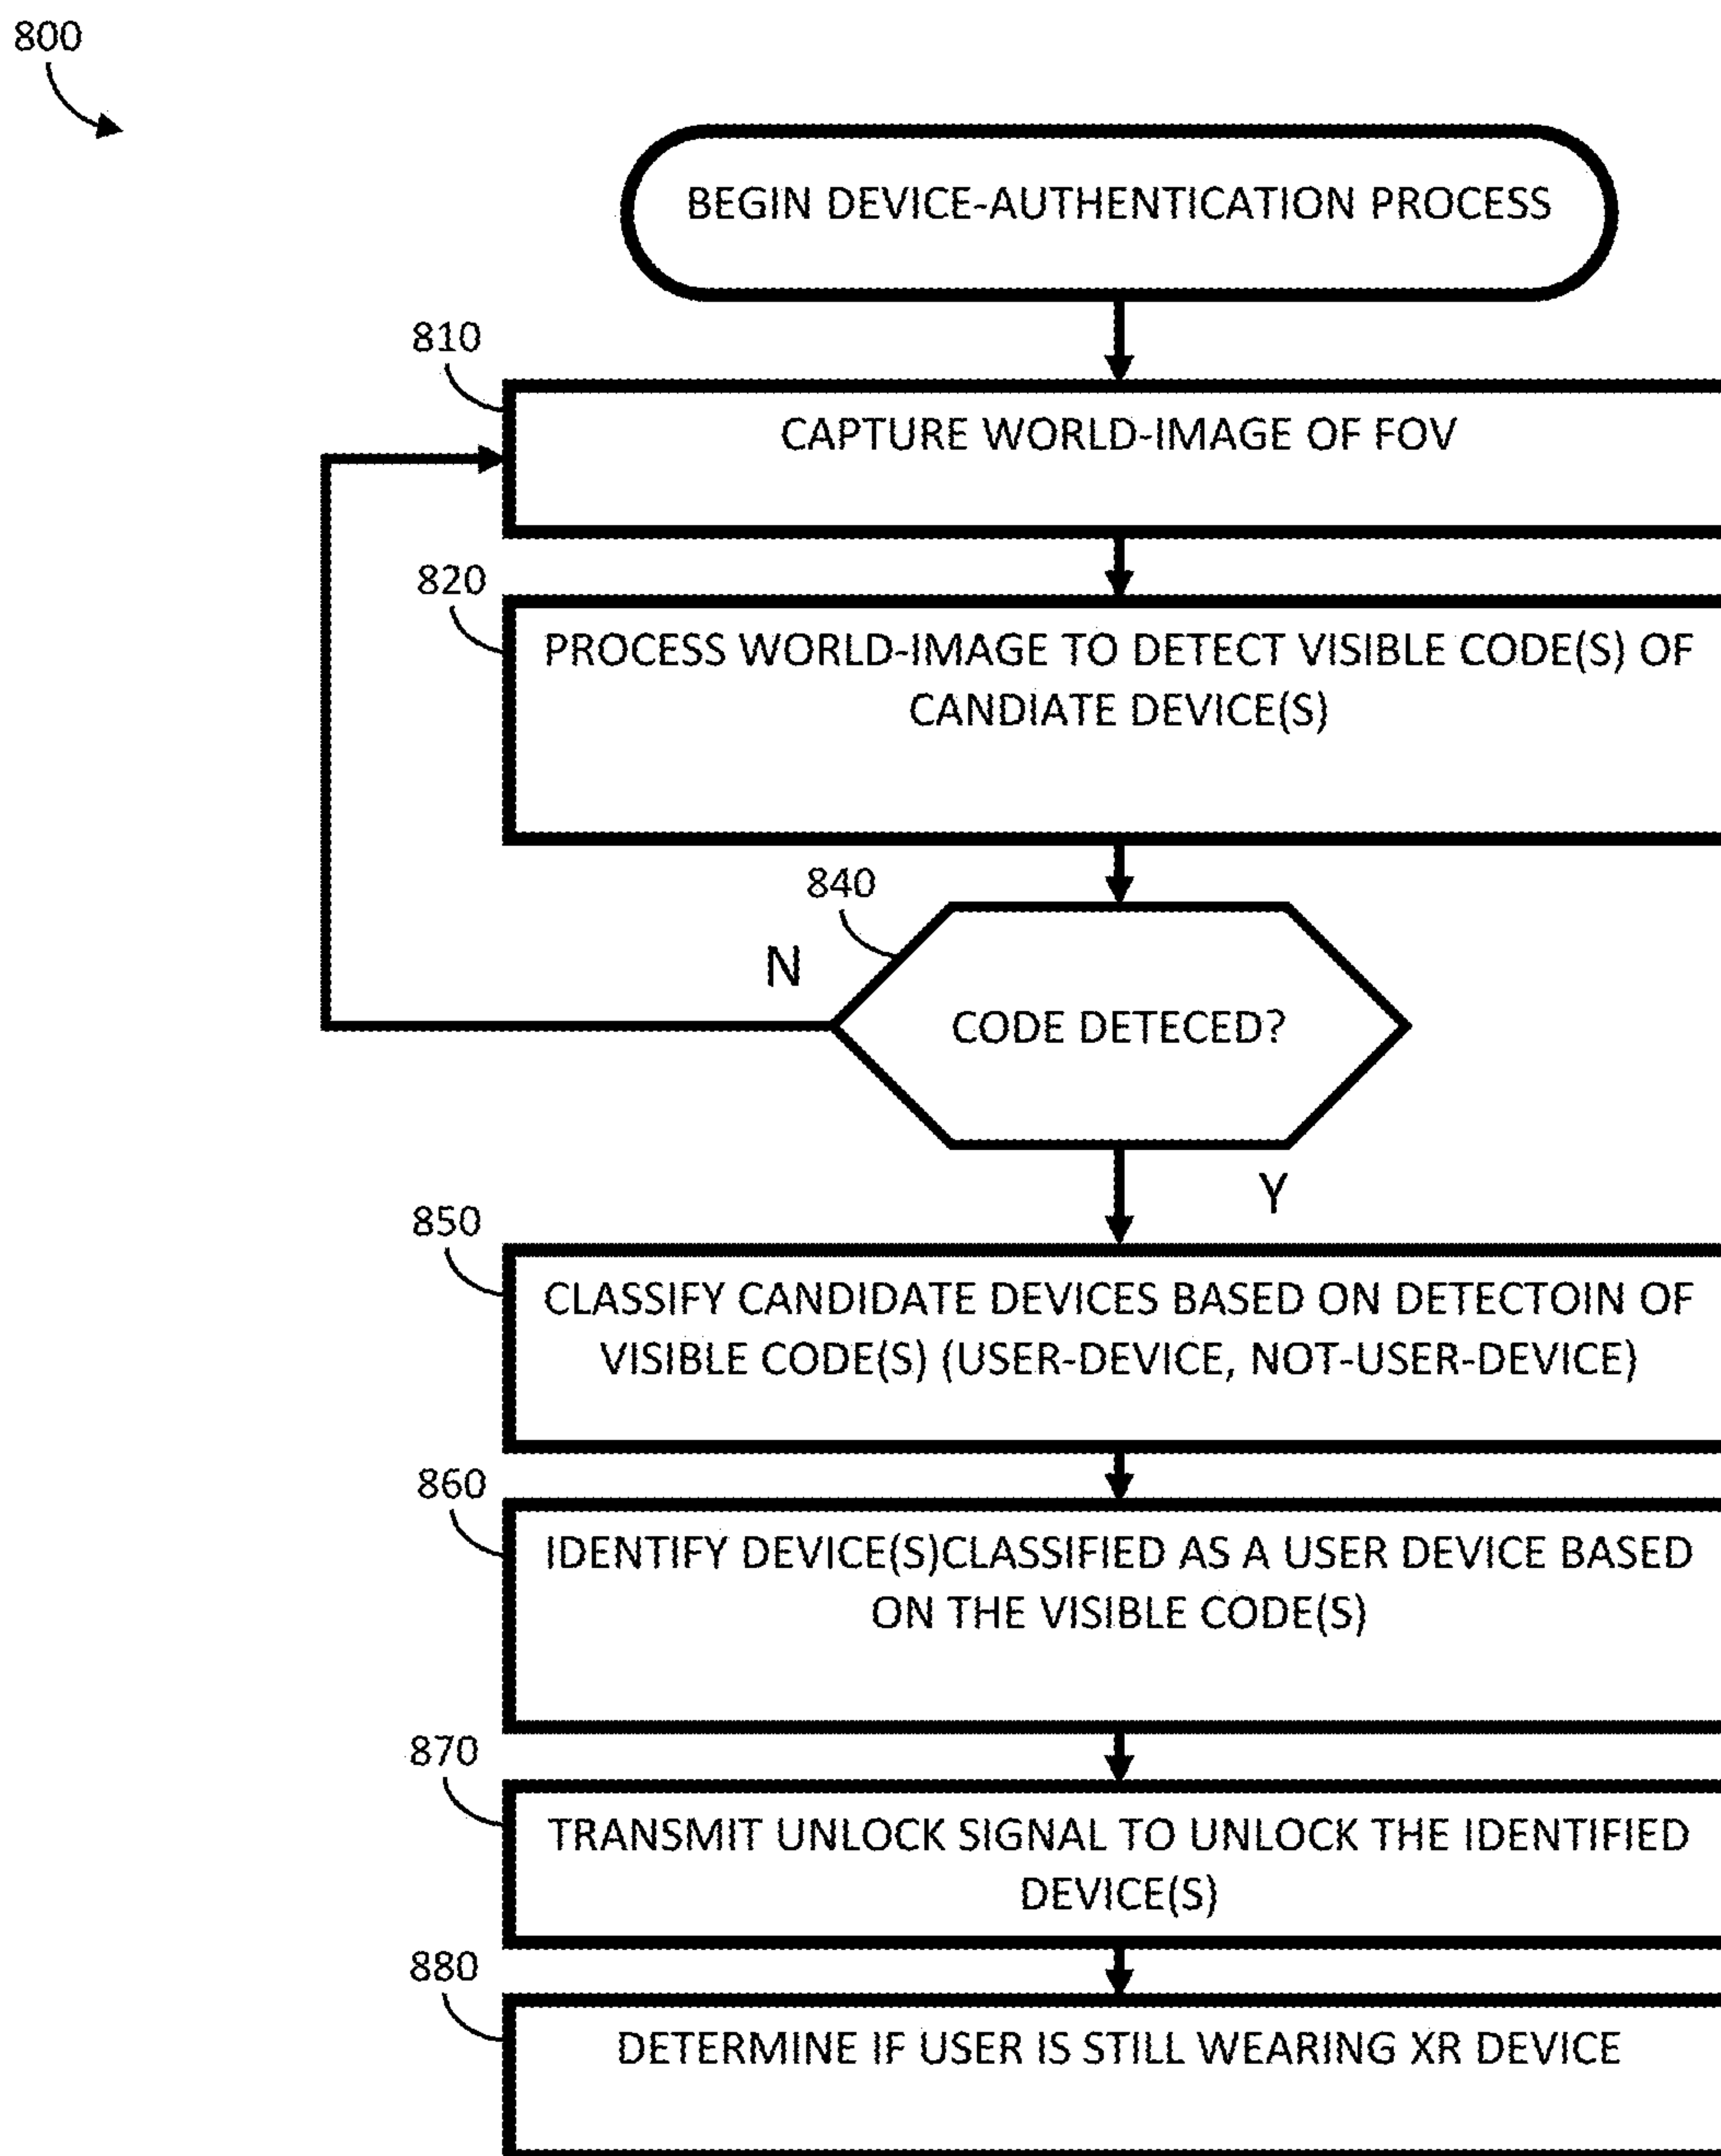 800
BEGIN DEVICE-AUTHENTICATION PROCESS
810
CAPTURE WORLD-IMAGE OF FOV
820
PROCESS WORLD-IMAGE TO DETECT VISIBLE CODE(S) OF
CANDIATE DEVICE(S)
840
N
CODE DETECED?
Y
850
CLASSIFY CANDIDATE DEVICES BASED ON DETECTOIN OF
VISIBLE CODE(S) (USER-DEVICE, NOT-USER-DEVICE)
860
IDENTIFY DEVICE(S)CLASSIFIED AS A USER DEVICE BASED
ON THE VISIBLE CODE(S)
870
TRANSMIT UNLOCK SIGNAL TO UNLOCK THE IDENTIFIED
DEVICE(S)
880
DETERMINE IF USER IS STILL WEARING XR DEVICE